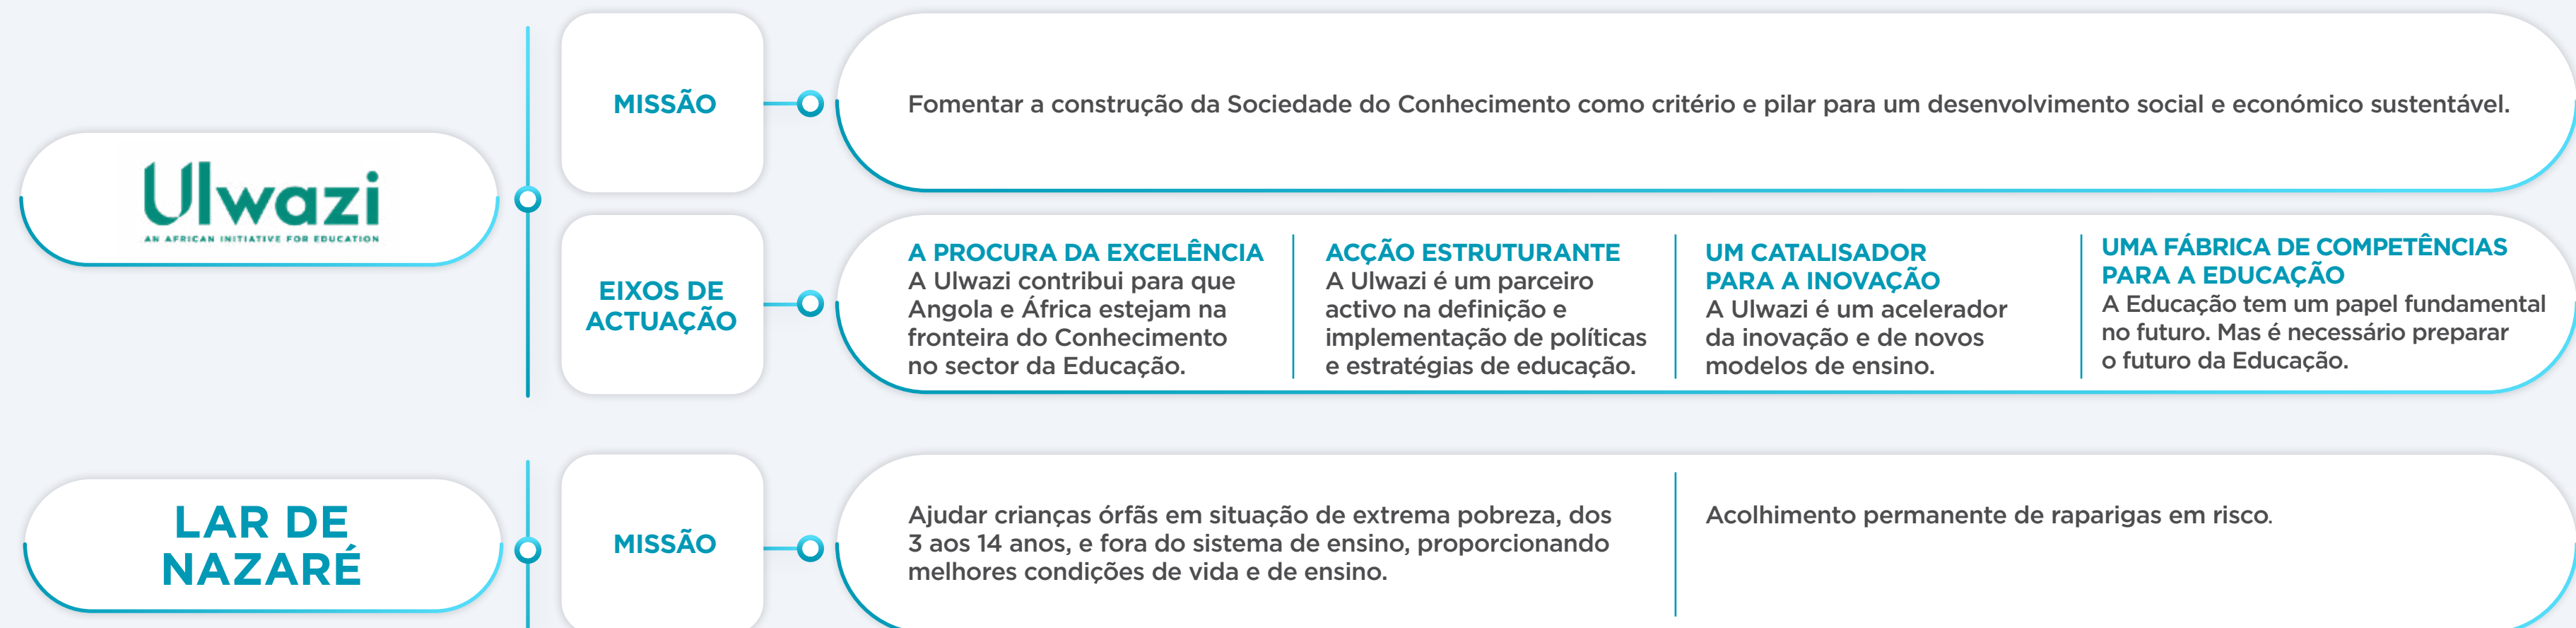 Ulwazi
AN AFRICAN INITIATIVE FOR EDUCATION
MISSÃO
Fomentar a construção da Sociedade do Conhecimento como critério e pilar para um desenvolvimento social e económico sustentável.
EIXOS DE
ACTUAÇÃO
A PROCURA DA EXCELÊNCIA
A Ulwazi contribui para que
Angola e África estejam na
fronteira do Conhecimento
no sector da Educação.
ACÇÃO ESTRUTURANTE
A Ulwazi é um parceiro
activo na definição e
implementação de políticas
e estratégias de educação.
UM CATALISADOR
PARA A INOVAÇÃO
A Ulwazi é um acelerador
da inovação e de novos
modelos de ensino.
UMA FÁBRICA DE COMPETÊNCIAS
PARA A EDUCAÇÃO
A Educação tem um papel fundamental
no futuro. Mas é necessário preparar
o futuro da Educação.
LAR DE
NAZARÉ
MISSÃO
Ajudar crianças órfãs em situação de extrema pobreza, dos
3 aos 14 anos, e fora do sistema de ensino, proporcionando
melhores condições de vida e de ensino.
Acolhimento permanente de raparigas em risco.